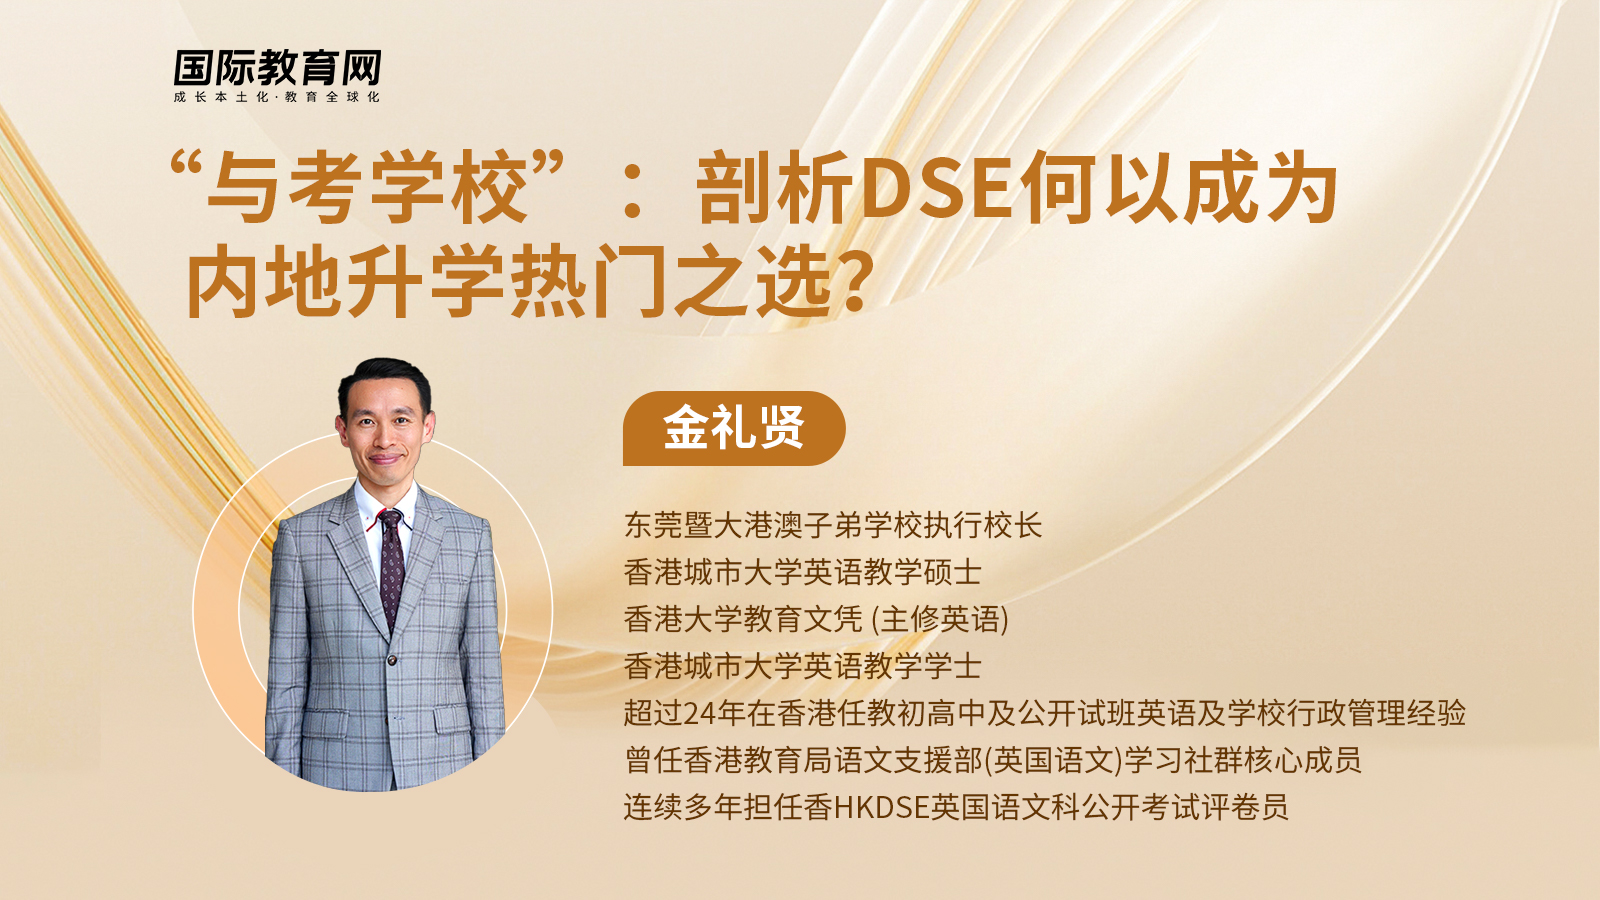 国际教育网
成长本土化·教育全球化
“与考学校”：剖析DSE何以成为
内地升学热门之选？
金礼贤
东莞暨大港澳子弟学校执行校长
香港城市大学英语教学硕士
香港大学教育文凭 (主修英语)
香港城市大学英语教学学士
超过24年在香港任教初高中及公开试班英语及学校行政管理经验
曾任香港教育局语文支援部(英国语文)学习社群核心成员
连续多年担任香HKDSE英国语文科公开考试评卷员